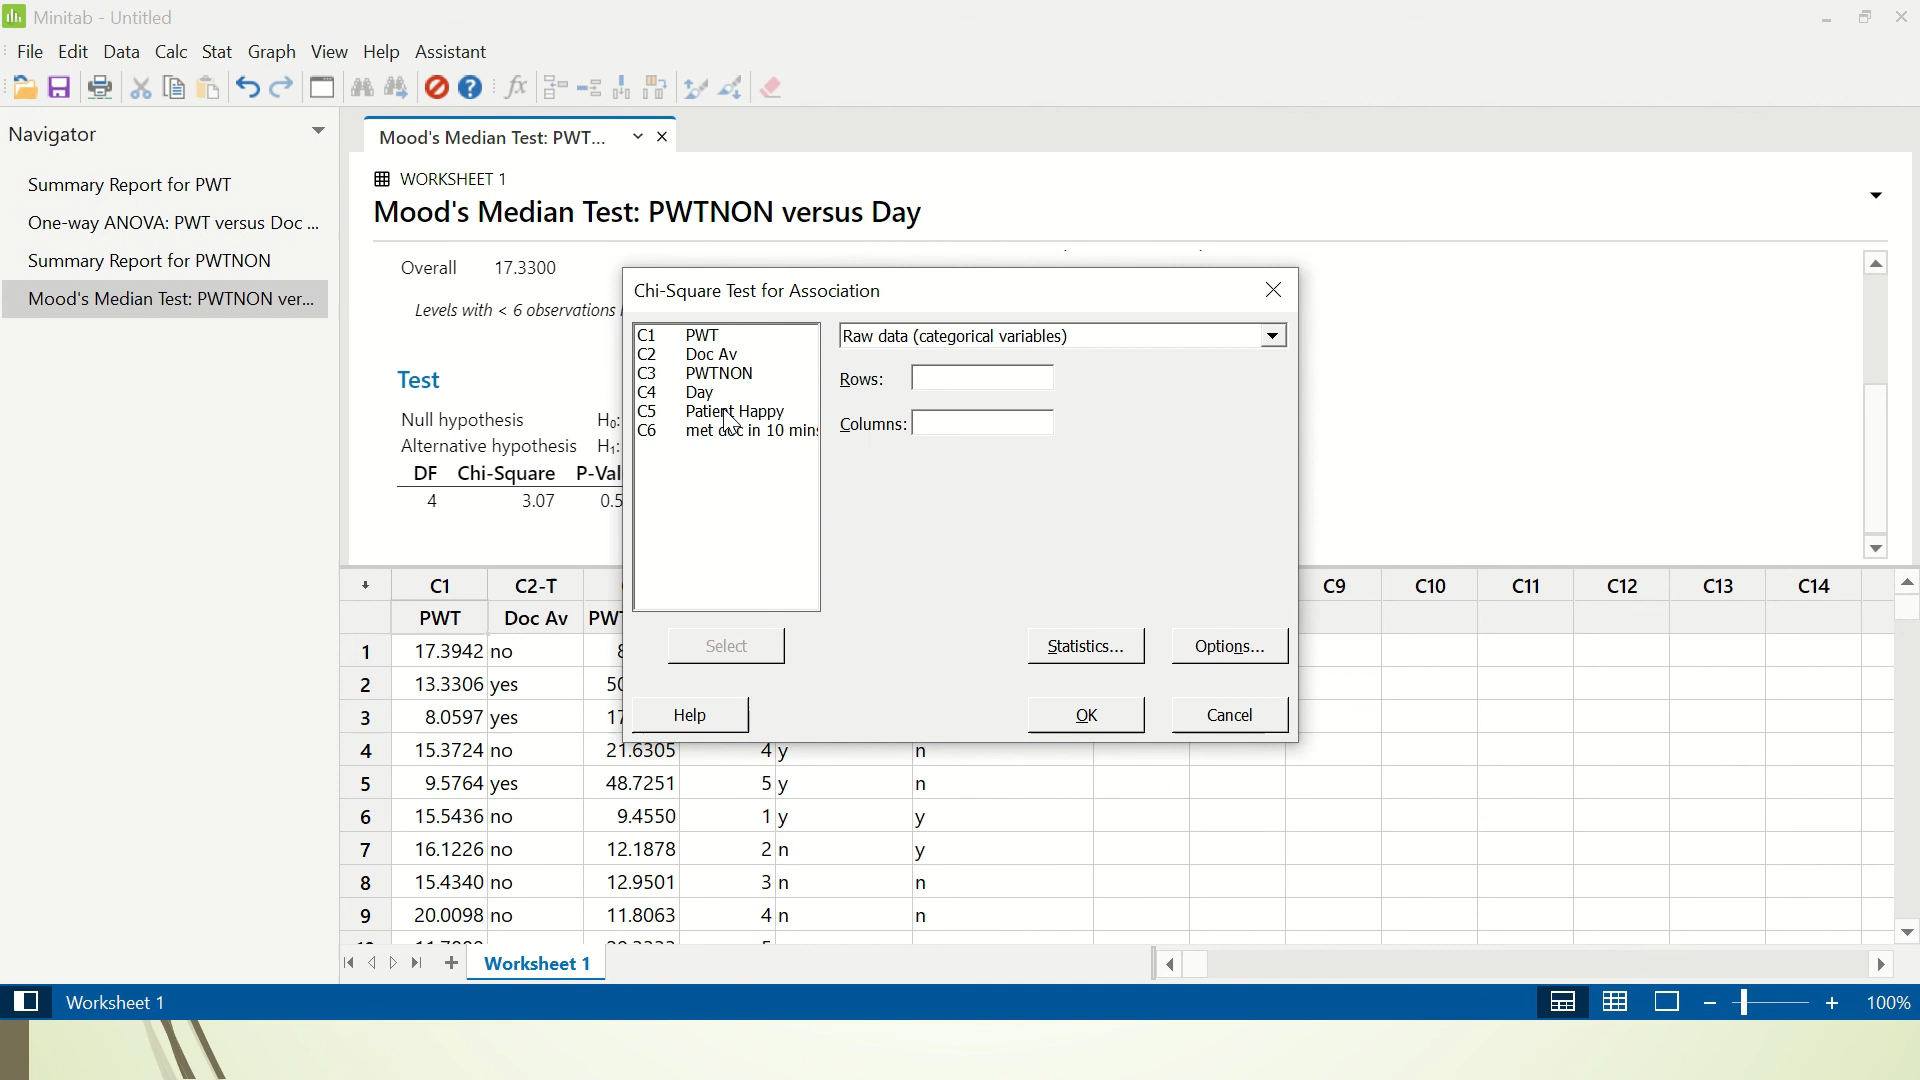 Minitab - Untitled
File Edit Data Calc Stat Graph View Help Assistant
Navigator
Summary Report for PWT
One-way ANOVA: PWT versus Doc ...
Summary Report for PWTNON
Mood's Median Test: PWTNON ver...
Mood's Median Test: PWT...
WORKSHEET 1
Mood's Median Test: PWTNON versus Day
Overall 17.3300
Levels with < 6 observations
Test
Null hypothesis H₀:
Alternative hypothesis H₁:
DF Chi-Square P-Val
4 3.07 0.5
Chi-Square Test for Association
C1 PWT
C2 Doc Av
C3 PWTNON
C4 Day
C5 Patient Happy
C6 met doc in 10 mins
Raw data (categorical variables)
Rows:
Columns:
Select
Statistics...
Options...
Help
OK
Cancel
C1 C2-T C9 C10 C11 C12 C13 C14
PWT Doc Av PWT
1 17.3942 no 8
2 13.3306 yes 50
3 8.0597 yes 17
4 15.3724 no 21.6305 4 y n
5 9.5764 yes 48.7251 5 y n
6 15.5436 no 9.4550 1 y y
7 16.1226 no 12.1878 2 n y
8 15.4340 no 12.9501 3 n n
9 20.0098 no 11.8063 4 n n
Worksheet 1
Worksheet 1
100%